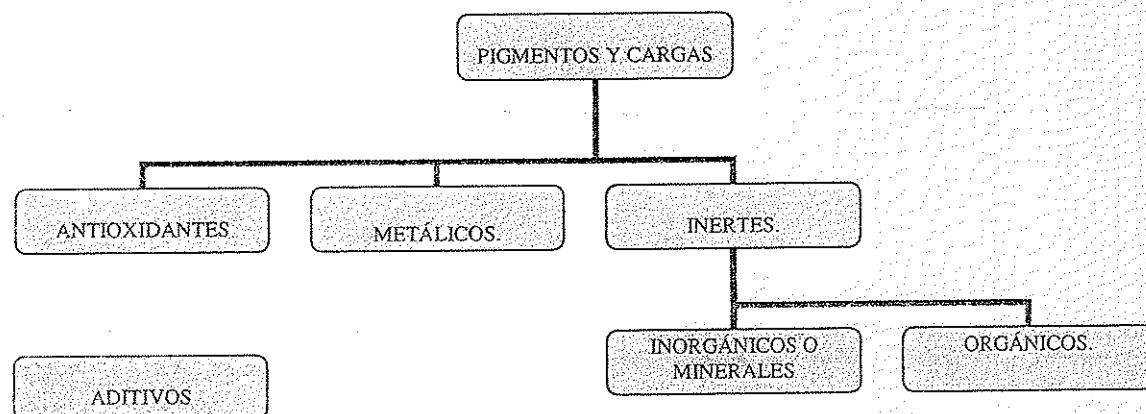 PIGMENTOS Y CARGAS
ANTIOXIDANTES
METÁLICOS.
INERTES.
INORGÁNICOS O
MINERALES
ORGÁNICOS.
ADITIVOS